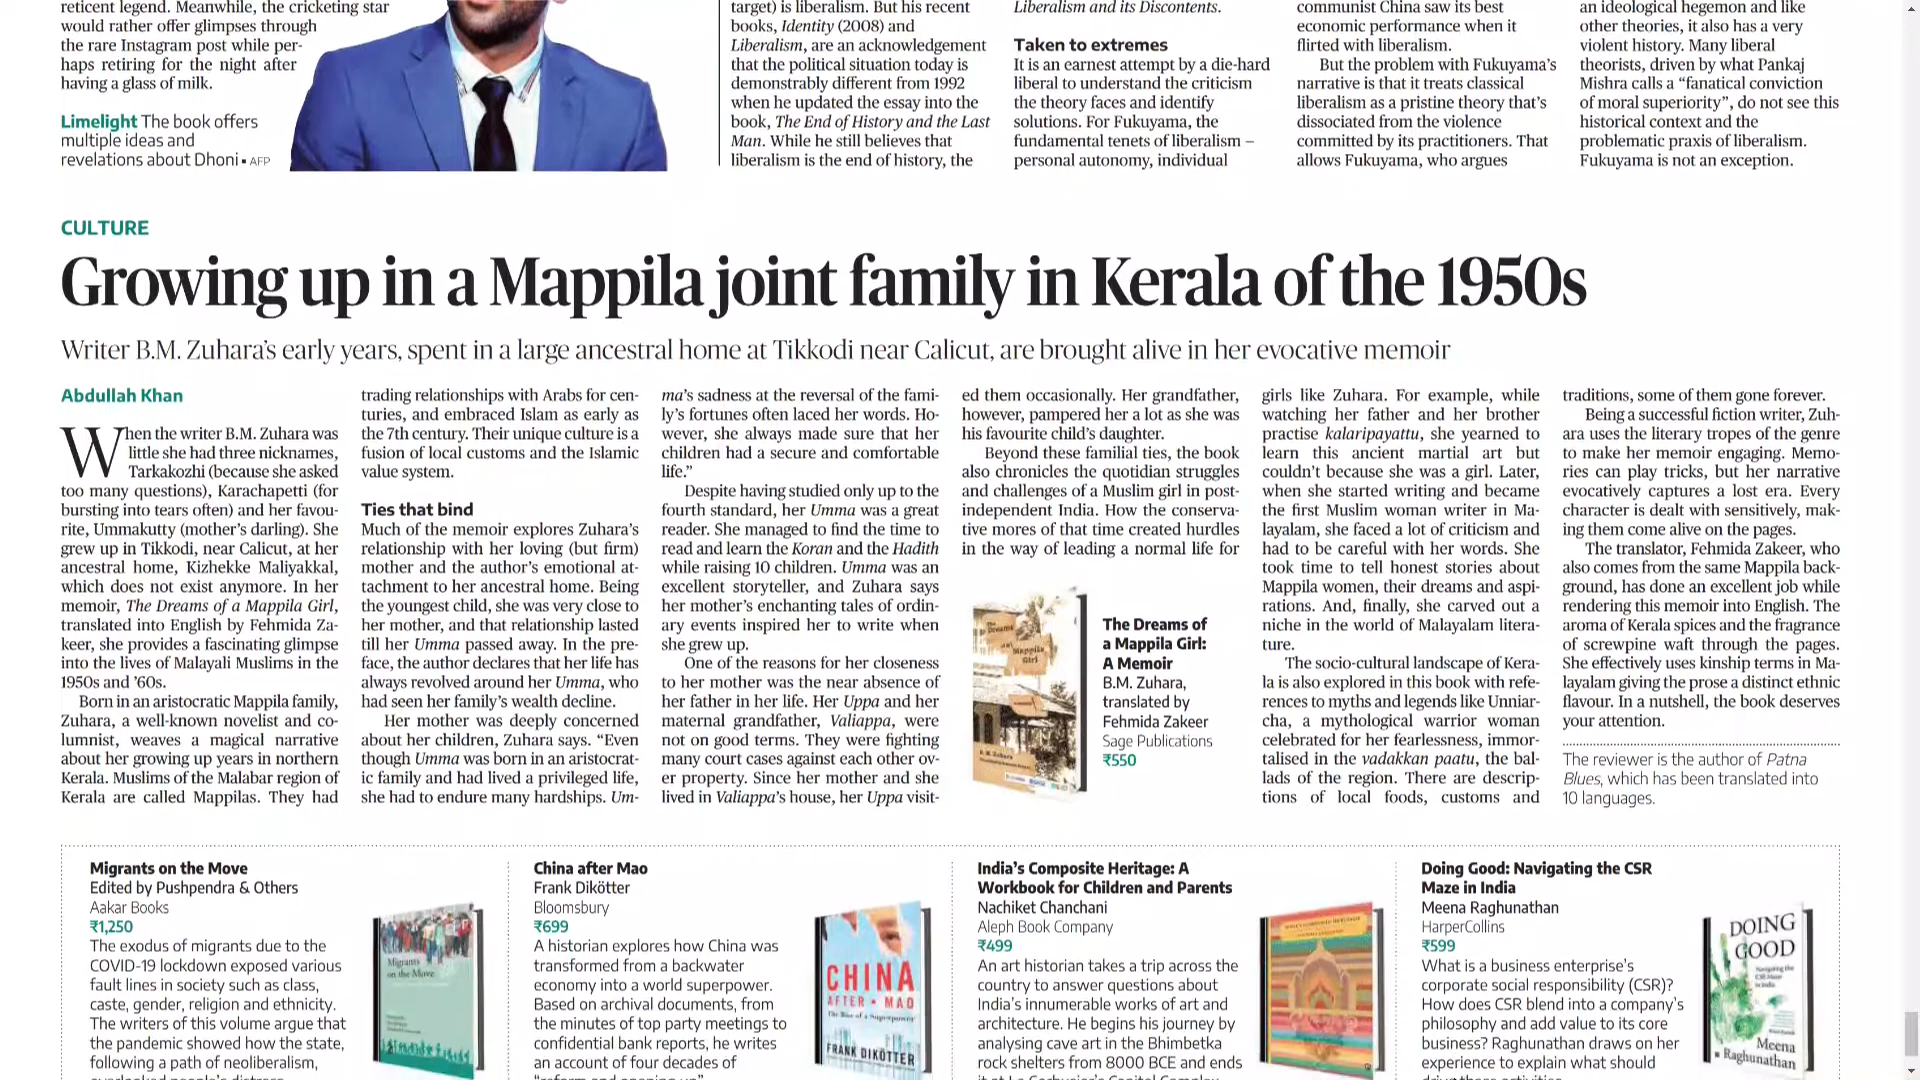 reticent legend. Meanwhile, the cricketing star
would rather offer glimpses through
the rare Instagram post while per-
haps retiring for the night after
having a glass of milk.
Limelight The book offers
multiple ideas and
revelations about Dhoni ▪ AFP
target) is liberalism. But his recent
books, Identity (2008) and
Liberalism, are an acknowledgement
that the political situation today is
demonstrably different from 1992
when he updated the essay into the
book, The End of History and the Last
Man. While he still believes that
liberalism is the end of history, the
Liberalism and its Discontents.
Taken to extremes
It is an earnest attempt by a die-hard
liberal to understand the criticism
the theory faces and identify
solutions. For Fukuyama, the
fundamental tenets of liberalism –
personal autonomy, individual
communist China saw its best
economic performance when it
flirted with liberalism.
But the problem with Fukuyama’s
narrative is that it treats classical
liberalism as a pristine theory that’s
dissociated from the violence
committed by its practitioners. That
allows Fukuyama, who argues
an ideological hegemon and like
other theories, it also has a very
violent history. Many liberal
theorists, driven by what Pankaj
Mishra calls a “fanatical conviction
of moral superiority”, do not see this
historical context and the
problematic praxis of liberalism.
Fukuyama is not an exception.
CULTURE
Growing up in a Mappila joint family in Kerala of the 1950s
Writer B.M. Zuhara’s early years, spent in a large ancestral home at Tikkodi near Calicut, are brought alive in her evocative memoir
Abdullah Khan
When the writer B.M. Zuhara was
little she had three nicknames,
Tarkakozhi (because she asked
too many questions), Karachapetti (for
bursting into tears often) and her favou-
rite, Ummakutty (mother’s darling). She
grew up in Tikkodi, near Calicut, at her
ancestral home, Kizhekke Maliyakkal,
which does not exist anymore. In her
memoir, The Dreams of a Mappila Girl,
translated into English by Fehmida Za-
keer, she provides a fascinating glimpse
into the lives of Malayali Muslims in the
1950s and ’60s.
Born in an aristocratic Mappila family,
Zuhara, a well-known novelist and co-
lumnist, weaves a magical narrative
about her growing up years in northern
Kerala. Muslims of the Malabar region of
Kerala are called Mappilas. They had
trading relationships with Arabs for cen-
turies, and embraced Islam as early as
the 7th century. Their unique culture is a
fusion of local customs and the Islamic
value system.
Ties that bind
Much of the memoir explores Zuhara’s
relationship with her loving (but firm)
mother and the author’s emotional at-
tachment to her ancestral home. Being
the youngest child, she was very close to
her mother, and that relationship lasted
till her Umma passed away. In the pre-
face, the author declares that her life has
always revolved around her Umma, who
had seen her family’s wealth decline.
Her mother was deeply concerned
about her children, Zuhara says. “Even
though Umma was born in an aristocrat-
ic family and had lived a privileged life,
she had to endure many hardships. Um-
ma’s sadness at the reversal of the fami-
ly’s fortunes often laced her words. Ho-
wever, she always made sure that her
children had a secure and comfortable
life.”
Despite having studied only up to the
fourth standard, her Umma was a great
reader. She managed to find the time to
read and learn the Koran and the Hadith
while raising 10 children. Umma was an
excellent storyteller, and Zuhara says
her mother’s enchanting tales of ordin-
ary events inspired her to write when
she grew up.
One of the reasons for her closeness
to her mother was the near absence of
her father in her life. Her Uppa and her
maternal grandfather, Valiappa, were
not on good terms. They were fighting
many court cases against each other ov-
er property. Since her mother and she
lived in Valiappa’s house, her Uppa visit-
ed them occasionally. Her grandfather,
however, pampered her a lot as she was
his favourite child’s daughter.
Beyond these familial ties, the book
also chronicles the quotidian struggles
and challenges of a Muslim girl in post-
independent India. How the conserva-
tive mores of that time created hurdles
in the way of leading a normal life for
The Dreams of
a Mappila Girl:
A Memoir
B.M. Zuhara,
translated by
Fehmida Zakeer
Sage Publications
₹550
girls like Zuhara. For example, while
watching her father and her brother
practise kalaripayattu, she yearned to
learn this ancient martial art but
couldn’t because she was a girl. Later,
when she started writing and became
the first Muslim woman writer in Ma-
layalam, she faced a lot of criticism and
had to be careful with her words. She
took time to tell honest stories about
Mappila women, their dreams and aspi-
rations. And, finally, she carved out a
niche in the world of Malayalam litera-
ture.
The socio-cultural landscape of Kera-
la is also explored in this book with refe-
rences to myths and legends like Unniar-
cha, a mythological warrior woman
celebrated for her fearlessness, immor-
talised in the vadakkan paatu, the bal-
lads of the region. There are descrip-
tions of local foods, customs and
traditions, some of them gone forever.
Being a successful fiction writer, Zuh-
ara uses the literary tropes of the genre
to make her memoir engaging. Memo-
ries can play tricks, but her narrative
evocatively captures a lost era. Every
character is dealt with sensitively, mak-
ing them come alive on the pages.
The translator, Fehmida Zakeer, who
also comes from the same Mappila back-
ground, has done an excellent job while
rendering this memoir into English. The
aroma of Kerala spices and the fragrance
of screwpine waft through the pages.
She effectively uses kinship terms in Ma-
layalam giving the prose a distinct ethnic
flavour. In a nutshell, the book deserves
your attention.
The reviewer is the author of Patna
Blues, which has been translated into
10 languages.
Migrants on the Move
Edited by Pushpendra & Others
Aakar Books
₹1,250
The exodus of migrants due to the
COVID-19 lockdown exposed various
fault lines in society such as class,
caste, gender, religion and ethnicity.
The writers of this volume argue that
the pandemic showed how the state,
following a path of neoliberalism,
Migrants
on the Move
China after Mao
Frank Dikötter
Bloomsbury
₹699
A historian explores how China was
transformed from a backwater
economy into a world superpower.
Based on archival documents, from
the minutes of top party meetings to
confidential bank reports, he writes
an account of four decades of
CHINA
AFTER MAO
The Rise of a Superpower
FRANK DIKÖTTER
India’s Composite Heritage: A
Workbook for Children and Parents
Nachiket Chanchani
Aleph Book Company
₹499
An art historian takes a trip across the
country to answer questions about
India’s innumerable works of art and
architecture. He begins his journey by
analysing cave art in the Bhimbetka
rock shelters from 8000 BCE and ends
Doing Good: Navigating the CSR
Maze in India
Meena Raghunathan
HarperCollins
₹599
What is a business enterprise’s
corporate social responsibility (CSR)?
How does CSR blend into a company’s
philosophy and add value to its core
business? Raghunathan draws on her
experience to explain what should
DOING
GOOD
Meena
Raghunathan